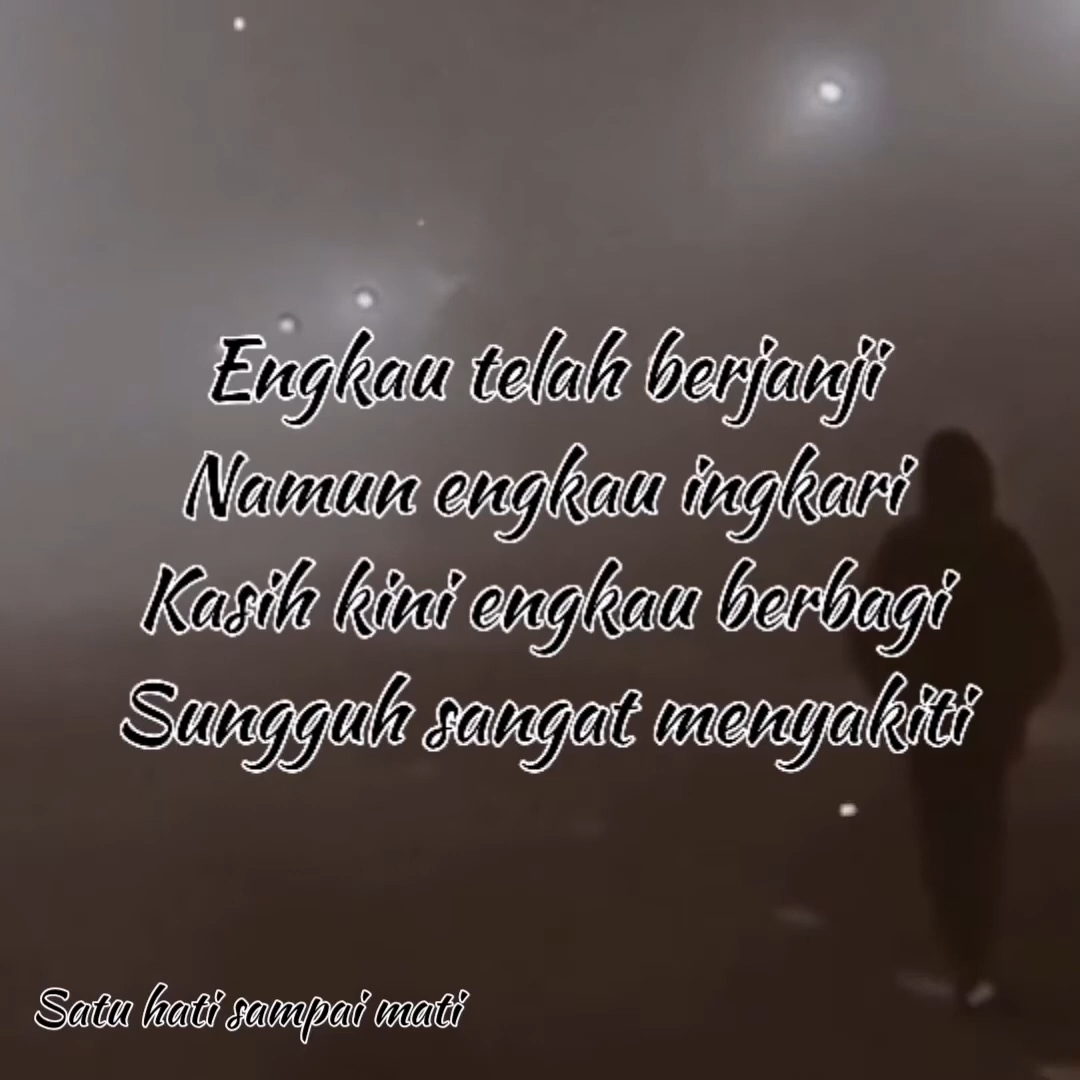 Engkau telah berjanji
Namun engkau ingkari
Kasih kini engkau berbagi
Sungguh sangat menyakiti
Satu hati sampai mati